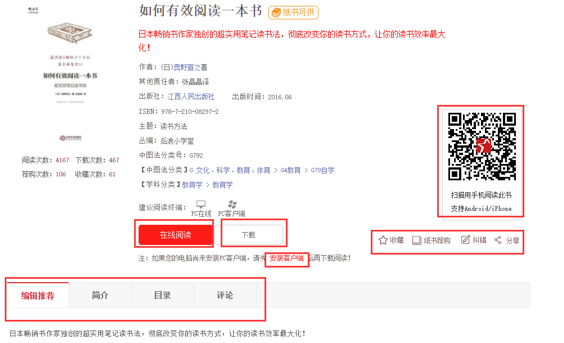 如何有效阅读一本书 纸书可供
日本畅销书作家独创的超实用笔记读书法，彻底改变你的读书方式，让你的读书效率最大化！
如何有效阅读一本书
作者：(日)奥野宣之著
其他责任者：张晶晶译
出版社：江西人民出版社 出版时间：2016.06
ISBN：978-7-210-08297-2
主题：读书方法
丛编：后浪小学堂
中图法分类号：G792
【中图法分类】G 文化、科学、教育、体育 > G4教育 > G79自学
【学科分类】教育学 > 教育学
阅读次数：4167 下载次数：467
荐购次数：106 收藏次数：61
建议阅读终端：
PC在线 PC客户端
在线阅读 下载
注：如果您的电脑尚未安装PC客户端，请先 安装客户端 后再下载阅读！
扫描用手机阅读此书
支持Android/iPhone
收藏 纸书荐购 纠错 分享
编辑推荐 简介 目录 评论
日本畅销书作家独创的超实用笔记读书法，彻底改变你的读书方式，让你的读书效率最大化！